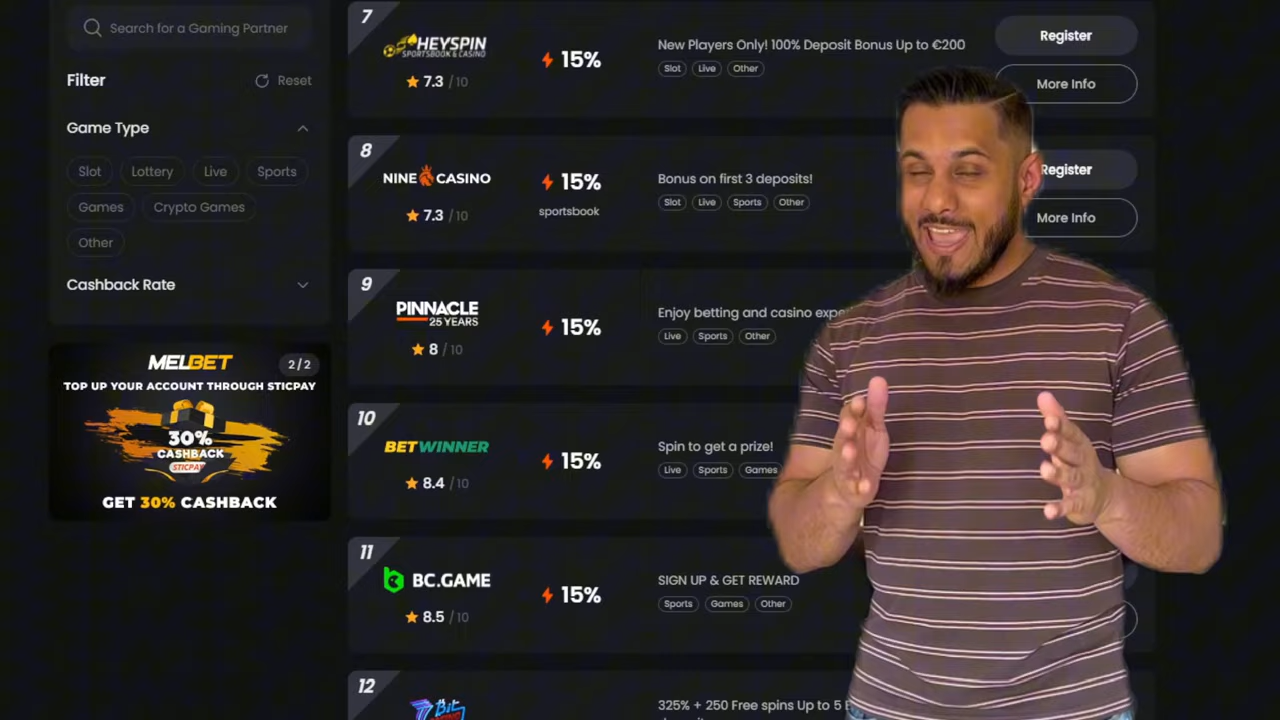 Search for a Gaming Partner
Filter
Reset
Game Type
Slot
Lottery
Live
Sports
Games
Crypto Games
Other
Cashback Rate
MELBET
2/2
TOP UP YOUR ACCOUNT THROUGH STICPAY
30%
CASHBACK
STICPAY
GET 30% CASHBACK
7
HEYSPIN
SPORTSBOOK & CASINO
7.3 / 10
15%
New Players Only! 100% Deposit Bonus Up to €200
Slot Live Other
Register
More Info
8
NINE CASINO
7.3 / 10
15%
sportsbook
Bonus on first 3 deposits!
Slot Live Sports Other
Register
More Info
9
PINNACLE
25 YEARS
8 / 10
15%
Enjoy betting and casino
Live Sports Other
10
BETWINNER
8.4 / 10
15%
Spin to get a prize!
Live Sports Games
11
BC.GAME
8.5 / 10
15%
SIGN UP & GET REWARD
Sports Games Other
12
7Bit
325% + 250 Free spins Up to 5